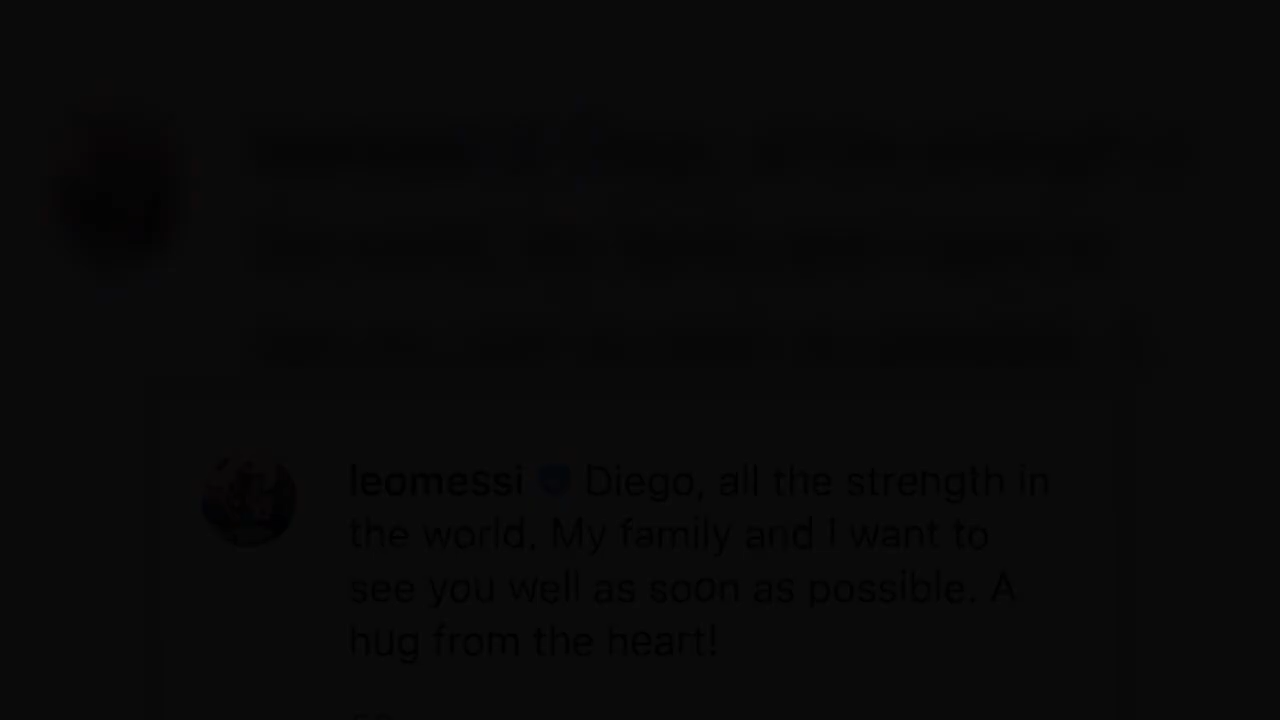 leomessi Diego, all the strength in
the world. My family and I want to
see you well as soon as possible. A
hug from the heart!